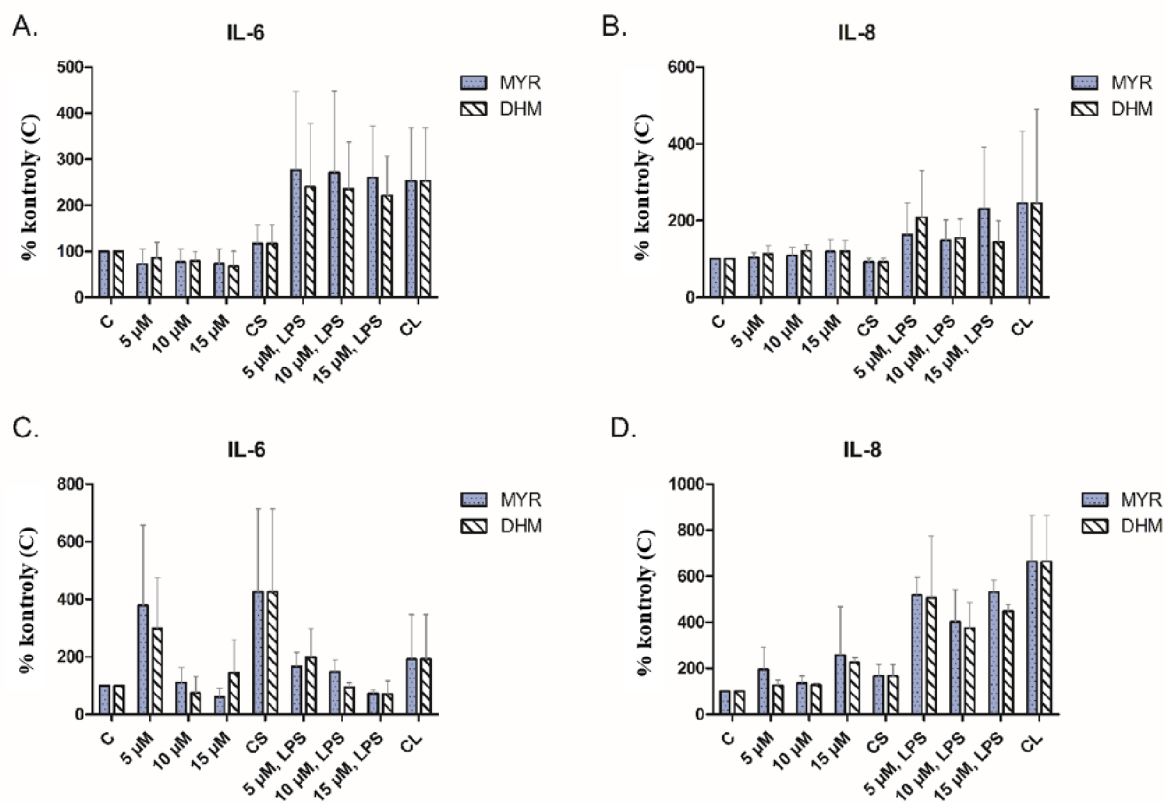 A.
IL-6
% kontroly (C)
500
400
300
200
100
0
C
5 µM
10 µM
15 µM
CS
5 µM, LPS
10 µM, LPS
15 µM, LPS
CL
MYR
DHM
B.
IL-8
% kontroly (C)
600
400
200
0
C
5 µM
10 µM
15 µM
CS
5 µM, LPS
10 µM, LPS
15 µM, LPS
CL
MYR
DHM
C.
IL-6
% kontroly (C)
800
600
400
200
0
C
5 µM
10 µM
15 µM
CS
5 µM, LPS
10 µM, LPS
15 µM, LPS
CL
MYR
DHM
D.
IL-8
% kontroly (C)
1000
800
600
400
200
0
C
5 µM
10 µM
15 µM
CS
5 µM, LPS
10 µM, LPS
15 µM, LPS
CL
MYR
DHM